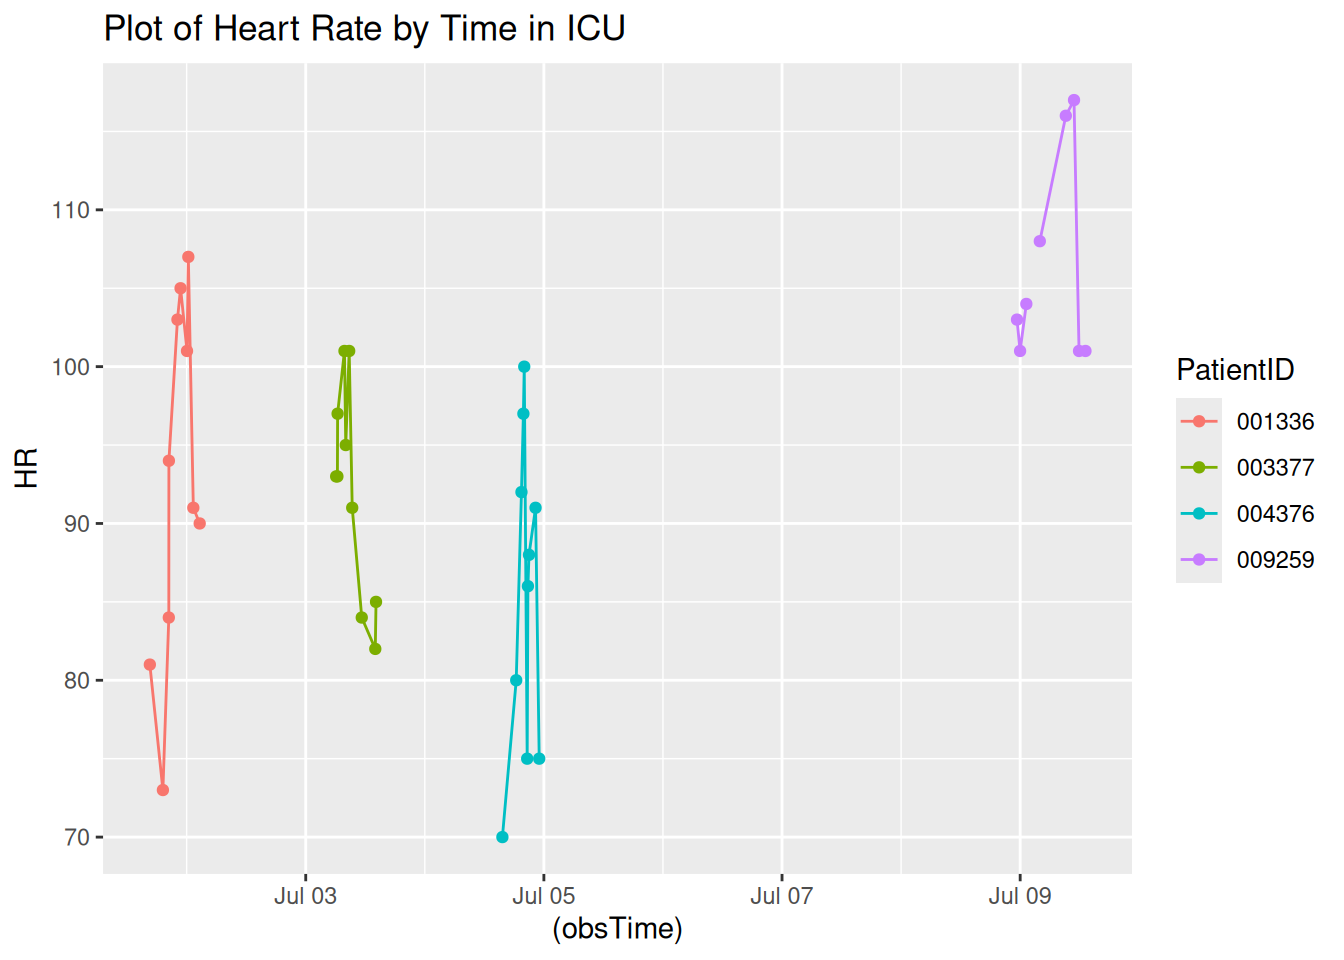 Plot of Heart Rate by Time in ICU
HR
110
100
90
80
70
Jul 03 Jul 05 Jul 07 Jul 09
(obsTime)
PatientID
001336
003377
004376
009259